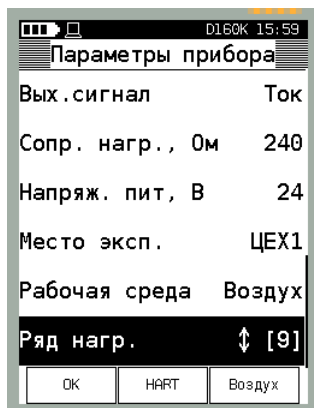 D160K 15:59
Параметры прибора
Вых.сигнал Ток
Сопр. нагр., Ом 240
Напряж. пит, В 24
Место эксп. ЦЕХ1
Рабочая среда Воздух
Ряд нагр. ↕ [9]
ОК HART Воздух